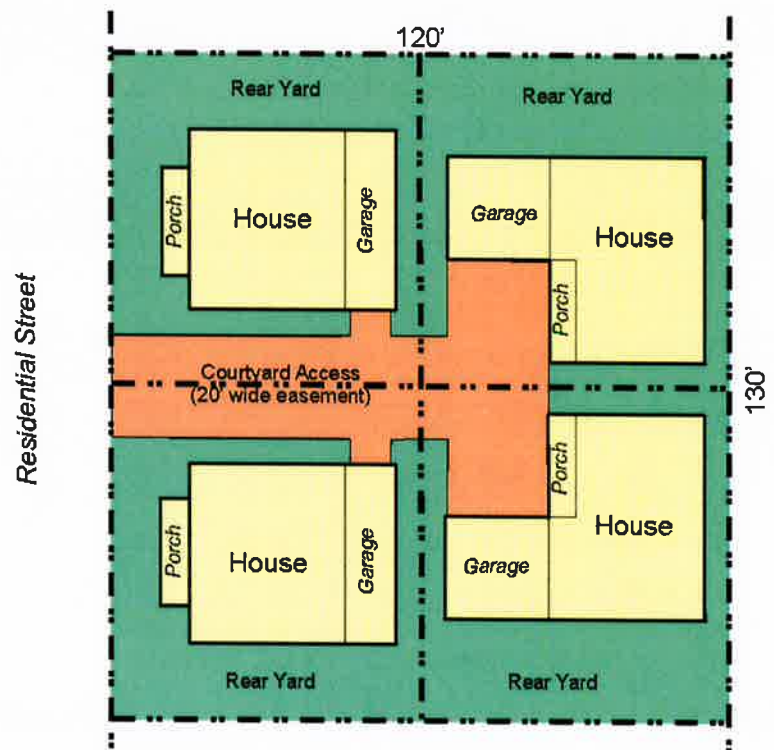 120'
Rear Yard
Rear Yard
Porch
House
Garage
Garage
House
Porch
Residential Street
Courtyard Access
(20' wide easement)
130'
Porch
House
Garage
Porch
House
Garage
Rear Yard
Rear Yard